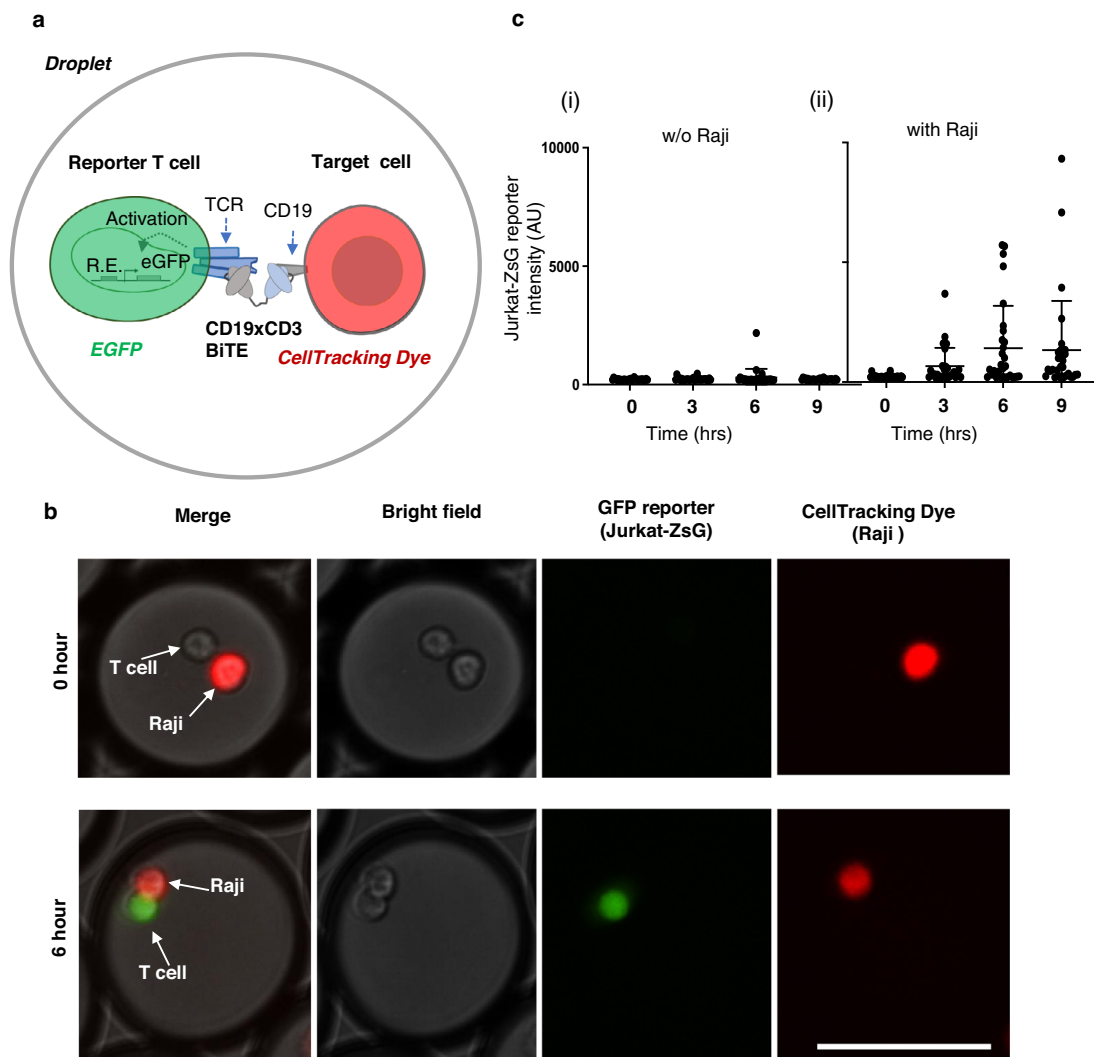 a
Droplet
Reporter T cell
Target cell
TCR
CD19
Activation
R.E.
eGFP
CD19xCD3
BiTE
EGFP
CellTracking Dye
c
(i)
(ii)
w/o Raji
with Raji
Jurkat-ZsG reporter
intensity (AU)
10000
5000
0
0 3 6 9
Time (hrs)
0 3 6 9
Time (hrs)
b
Merge
Bright field
GFP reporter
(Jurkat-ZsG)
CellTracking Dye
(Raji )
0 hour
T cell
Raji
6 hour
Raji
T cell